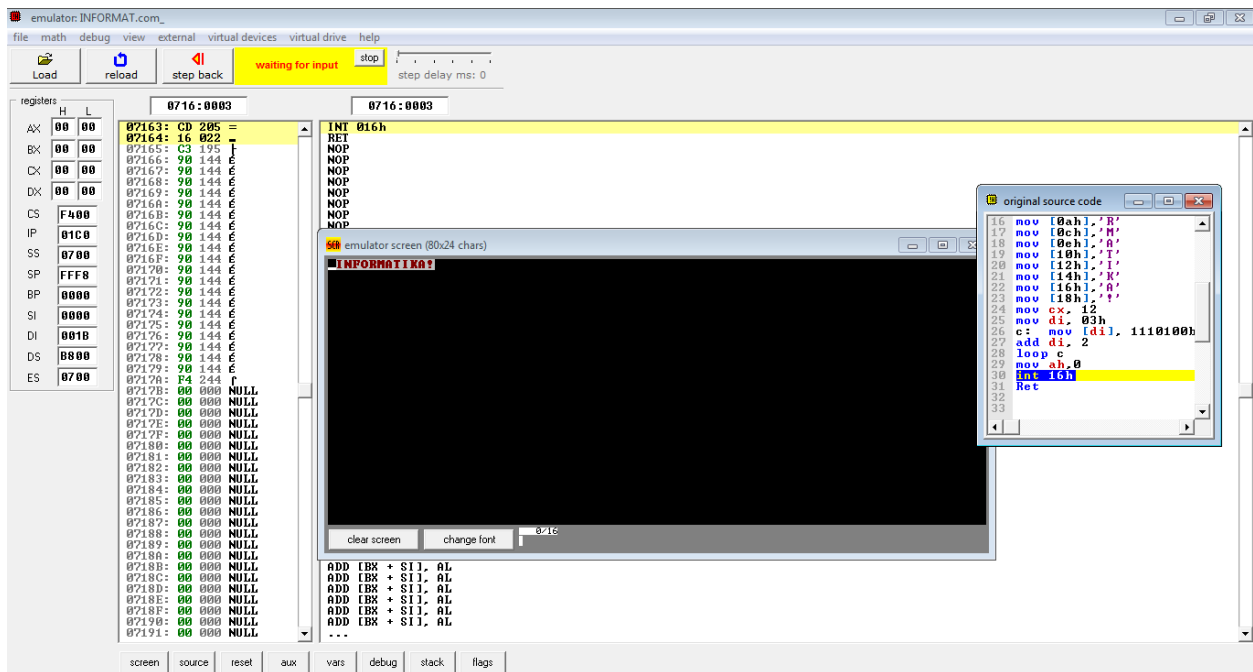 emulator: INFORMAT.com_
file math debug view external virtual devices virtual drive help
Load reload step back waiting for input stop step delay ms: 0
registers
H L
0716:0003 0716:0003
AX 00 00
BX 00 00
CX 00 00
DX 00 00
CS F400
IP 01C0
SS 0700
SP FFF8
BP 0000
SI 0000
DI 001B
DS B800
ES 0700
07163: CD 205 =
07164: 16 022 ▬
07165: C3 195 ├
07166: 90 144 É
07167: 90 144 É
07168: 90 144 É
07169: 90 144 É
0716A: 90 144 É
0716B: 90 144 É
0716C: 90 144 É
0716D: 90 144 É
0716E: 90 144 É
0716F: 90 144 É
07170: 90 144 É
07171: 90 144 É
07172: 90 144 É
07173: 90 144 É
07174: 90 144 É
07175: 90 144 É
07176: 90 144 É
07177: 90 144 É
07178: 90 144 É
07179: 90 144 É
0717A: F4 244 ⌠
0717B: 00 000 NULL
0717C: 00 000 NULL
0717D: 00 000 NULL
0717E: 00 000 NULL
0717F: 00 000 NULL
07180: 00 000 NULL
07181: 00 000 NULL
07182: 00 000 NULL
07183: 00 000 NULL
07184: 00 000 NULL
07185: 00 000 NULL
07186: 00 000 NULL
07187: 00 000 NULL
07188: 00 000 NULL
07189: 00 000 NULL
0718A: 00 000 NULL
0718B: 00 000 NULL
0718C: 00 000 NULL
0718D: 00 000 NULL
0718E: 00 000 NULL
0718F: 00 000 NULL
07190: 00 000 NULL
07191: 00 000 NULL
INT 016h
RET
NOP
NOP
NOP
NOP
NOP
NOP
NOP
NOP
emulator screen (80x24 chars)
INFORMATIKA!
clear screen change font 0/16
ADD [BX + SI], AL
ADD [BX + SI], AL
ADD [BX + SI], AL
ADD [BX + SI], AL
ADD [BX + SI], AL
ADD [BX + SI], AL
...
original source code
16 mov [0ah],'R'
17 mov [0ch],'M'
18 mov [0eh],'A'
19 mov [10h],'T'
20 mov [12h],'I'
21 mov [14h],'K'
22 mov [16h],'A'
23 mov [18h],'!'
24 mov cx, 12
25 mov di, 03h
26 c: mov [di], 1110100b
27 add di, 2
28 loop c
29 mov ah,0
30 int 16h
31 Ret
32
33
screen source reset aux vars debug stack flags